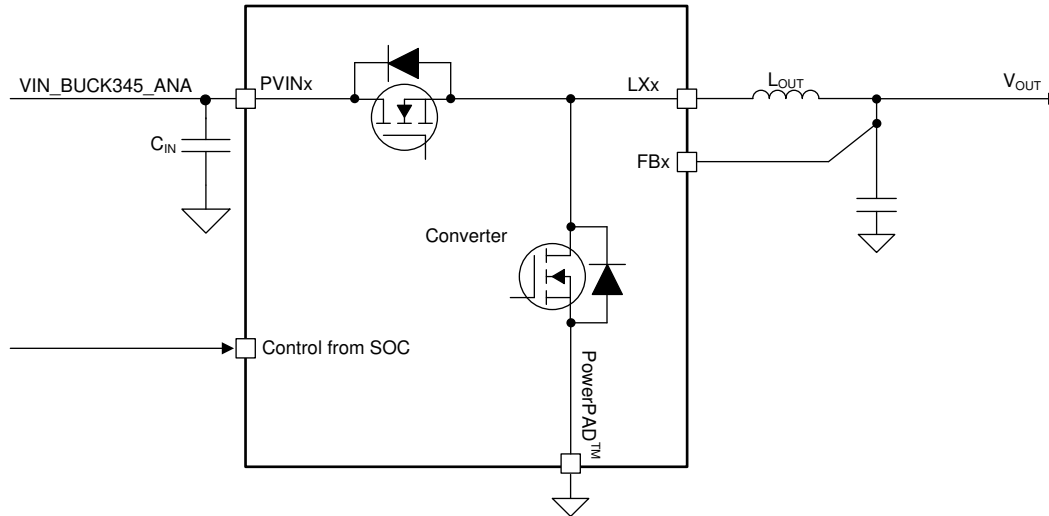 VIN_BUCK345_ANA
PVINx
LXx
LOUT
VOUT
CIN
FBx
Converter
Control from SOC
PowerPAD™